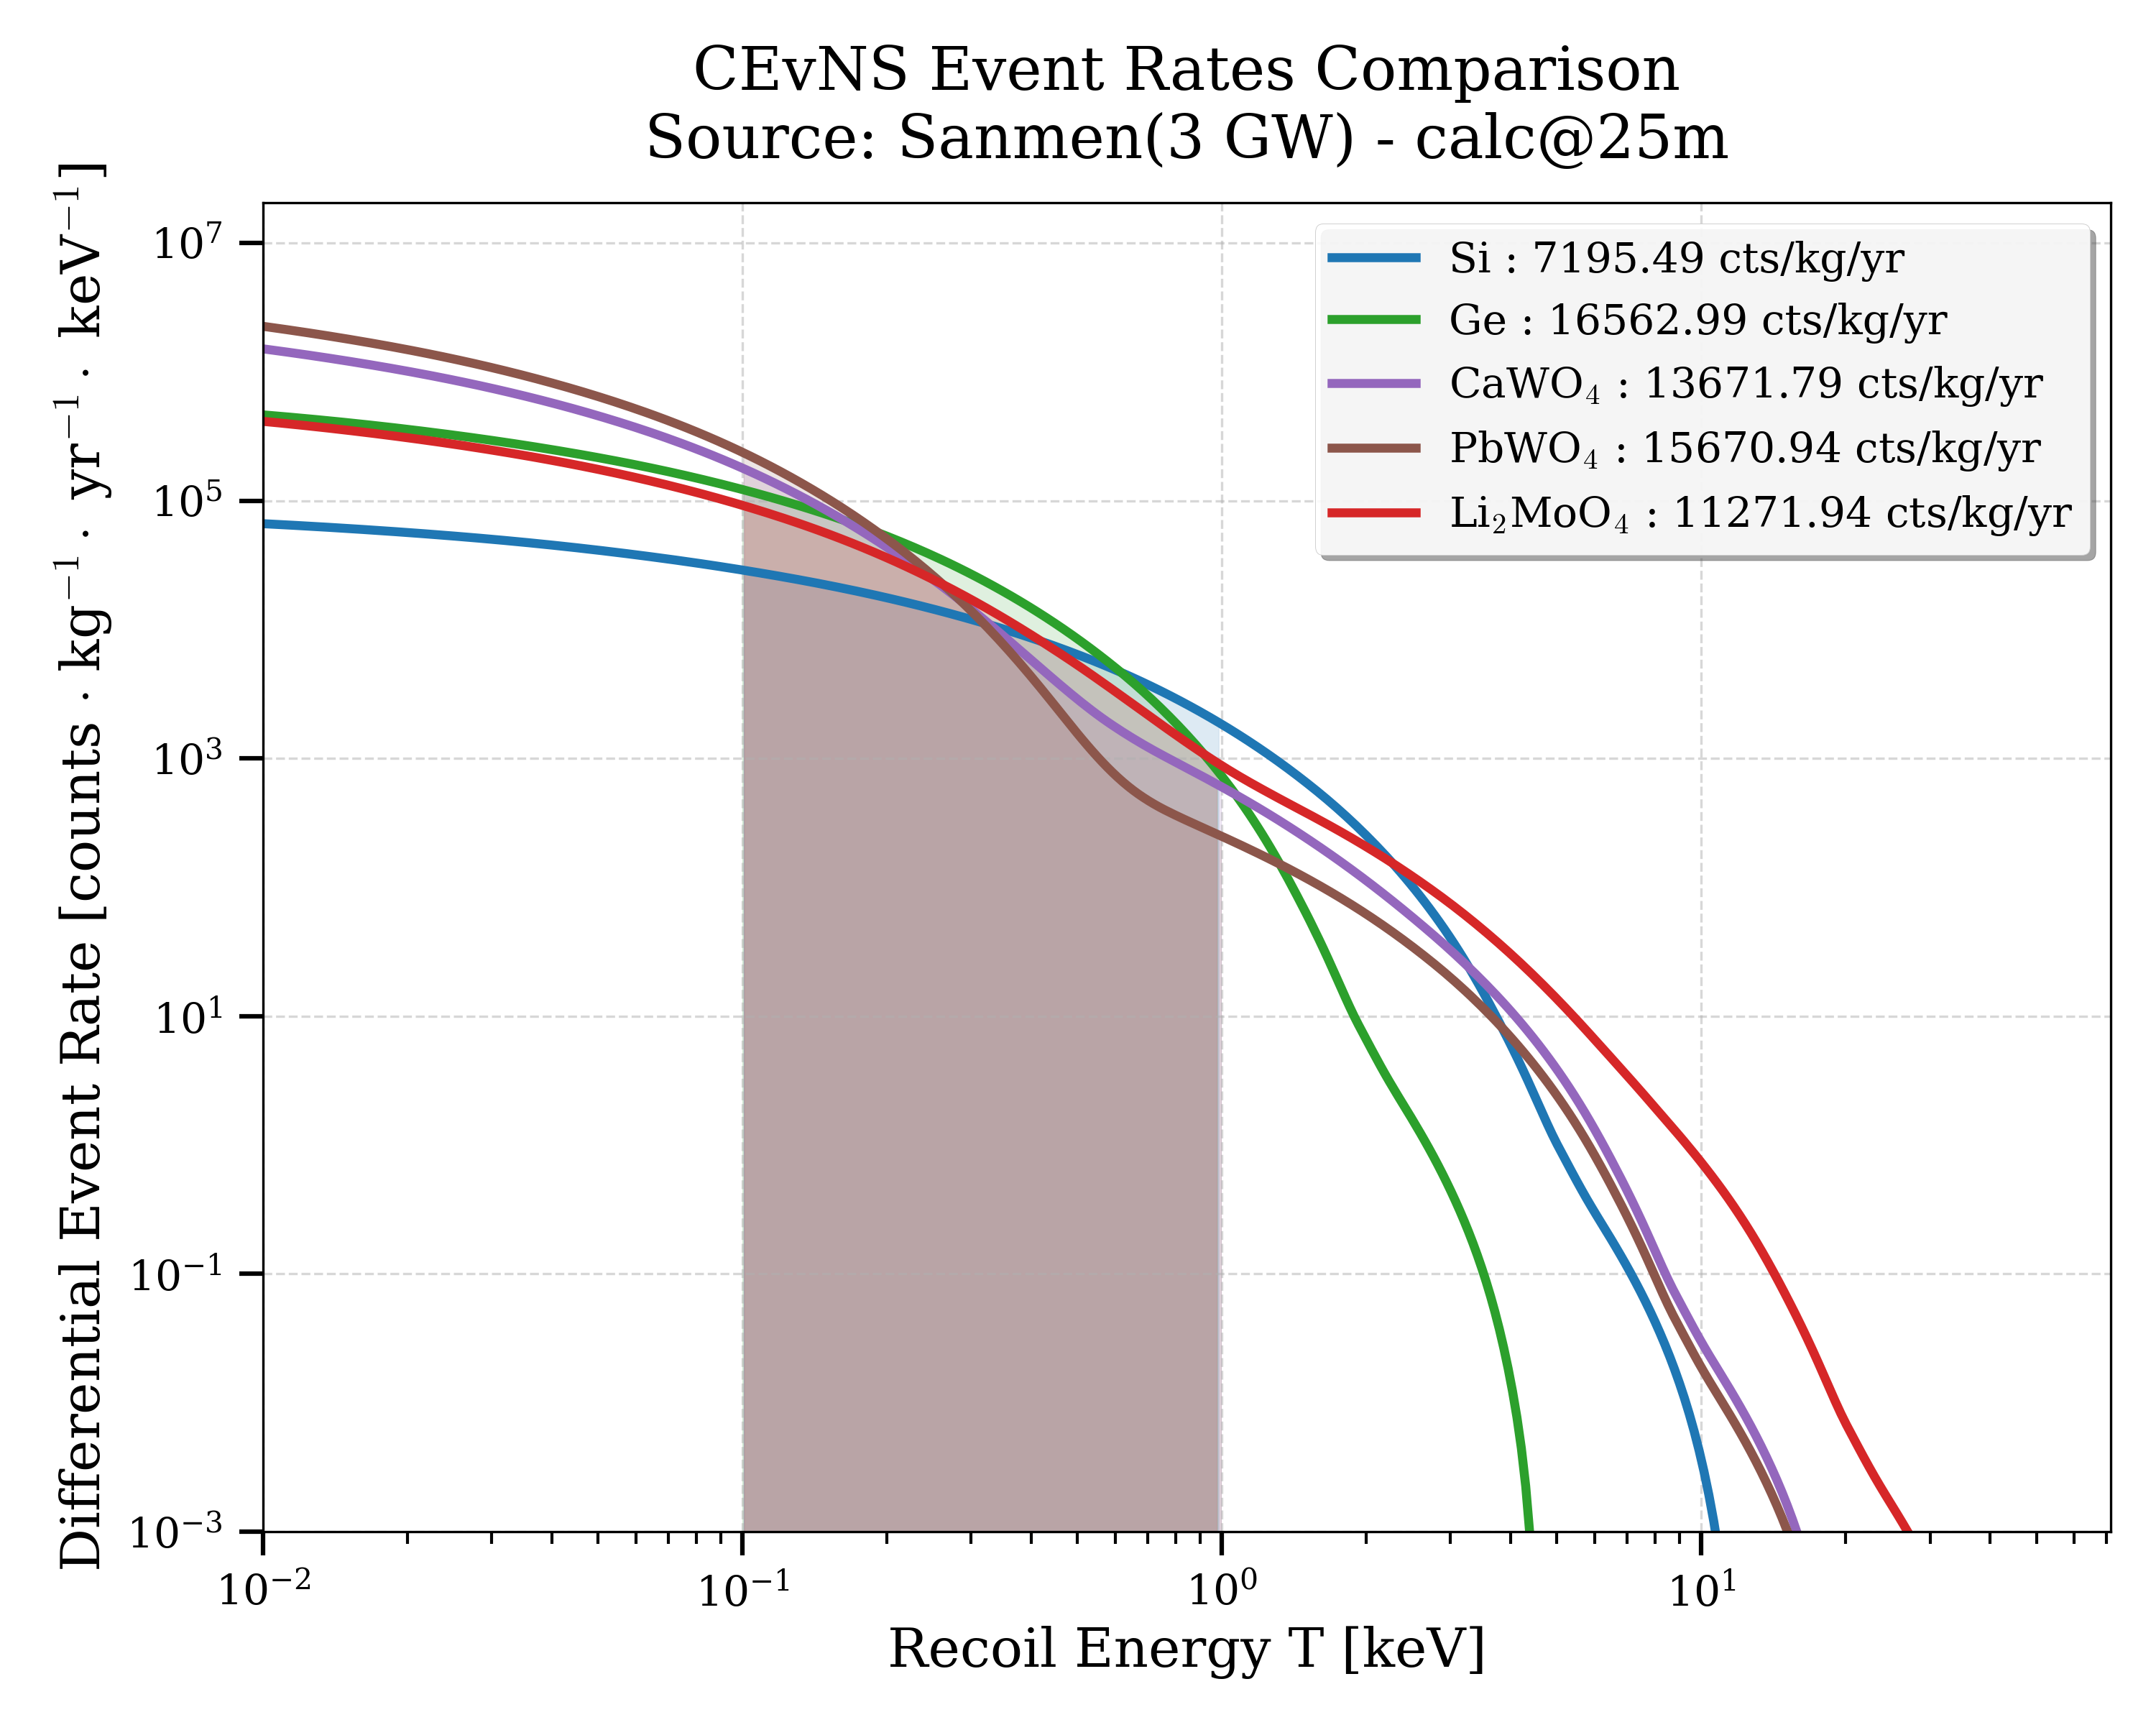 CEvNS Event Rates Comparison
Source: Sanmen(3 GW) - calc@25m
Differential Event Rate [counts · kg⁻¹ · yr⁻¹ · keV⁻¹]
10⁷
10⁵
10³
10¹
10⁻¹
10⁻³
Si : 7195.49 cts/kg/yr
Ge : 16562.99 cts/kg/yr
CaWO₄ : 13671.79 cts/kg/yr
PbWO₄ : 15670.94 cts/kg/yr
Li₂MoO₄ : 11271.94 cts/kg/yr
10⁻² 10⁻¹ 10⁰ 10¹
Recoil Energy T [keV]